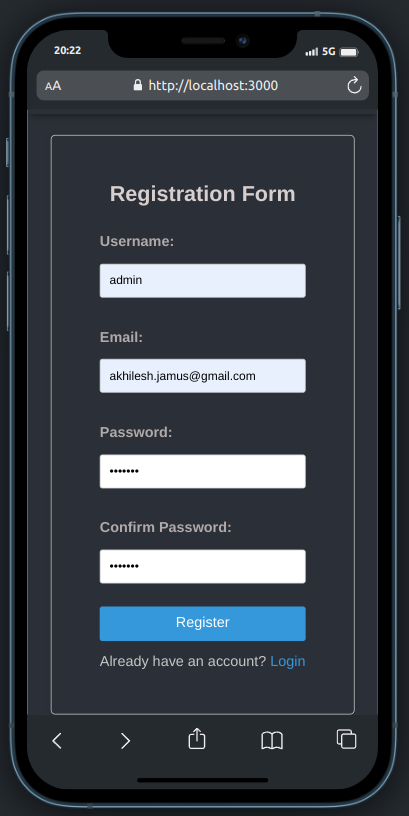 20:22
5G
AA
http://localhost:3000
Registration Form
Username:
admin
Email:
akhilesh.jamus@gmail.com
Password:
•••••••
Confirm Password:
•••••••
Register
Already have an account? Login